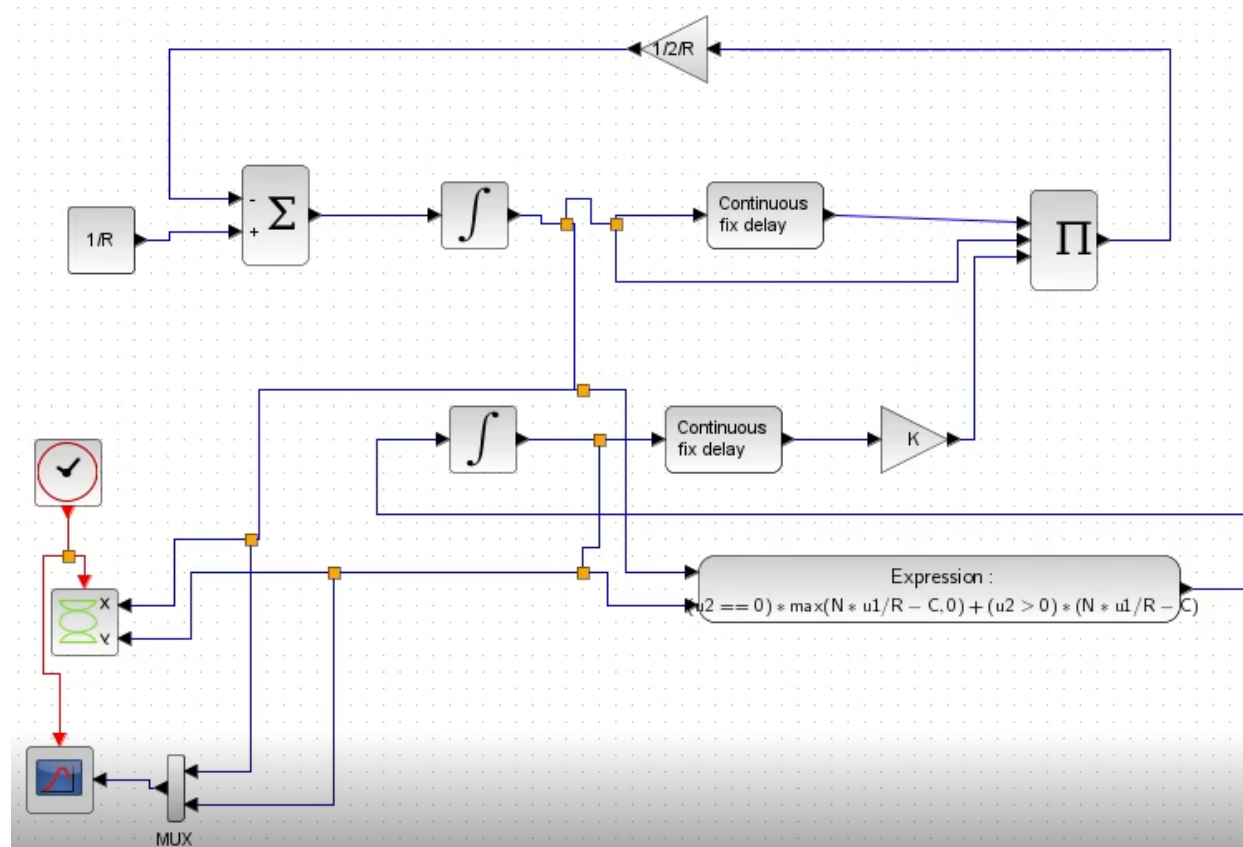 1/2/R
-
+
Σ
1/R
∫
Continuous
fix delay
Π
∫
Continuous
fix delay
K
X
Y
Expression :
(u2 == 0) * max(N * u1/R − C, 0) + (u2 > 0) * (N * u1/R − C)
MUX